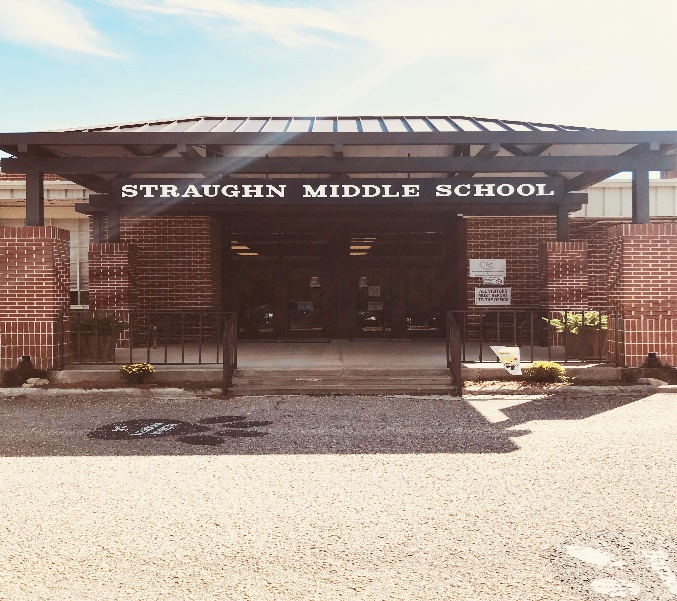 STRAUGHN MIDDLE SCHOOL
ALL VISITORS
MUST REPORT
TO THE OFFICE